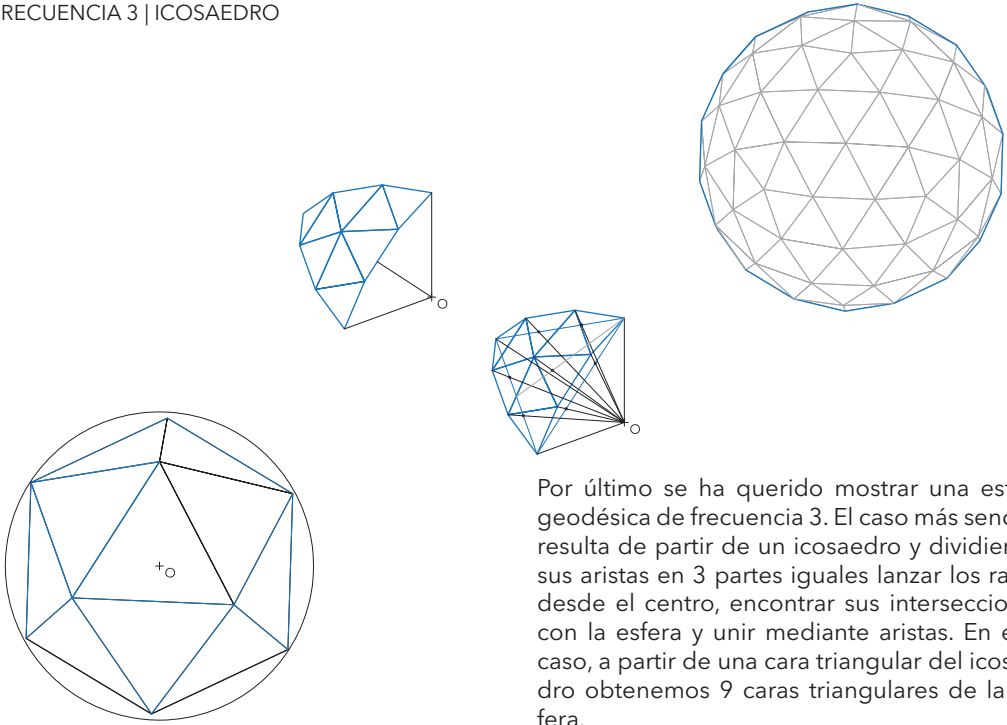 RECUENCIA 3 | ICOSAEDRO
O
O
O
Por último se ha querido mostrar una est
geodésica de frecuencia 3. El caso más senc
resulta de partir de un icosaedro y dividien
sus aristas en 3 partes iguales lanzar los ra
desde el centro, encontrar sus interseccio
con la esfera y unir mediante aristas. En e
caso, a partir de una cara triangular del icos
dro obtenemos 9 caras triangulares de la
fera.